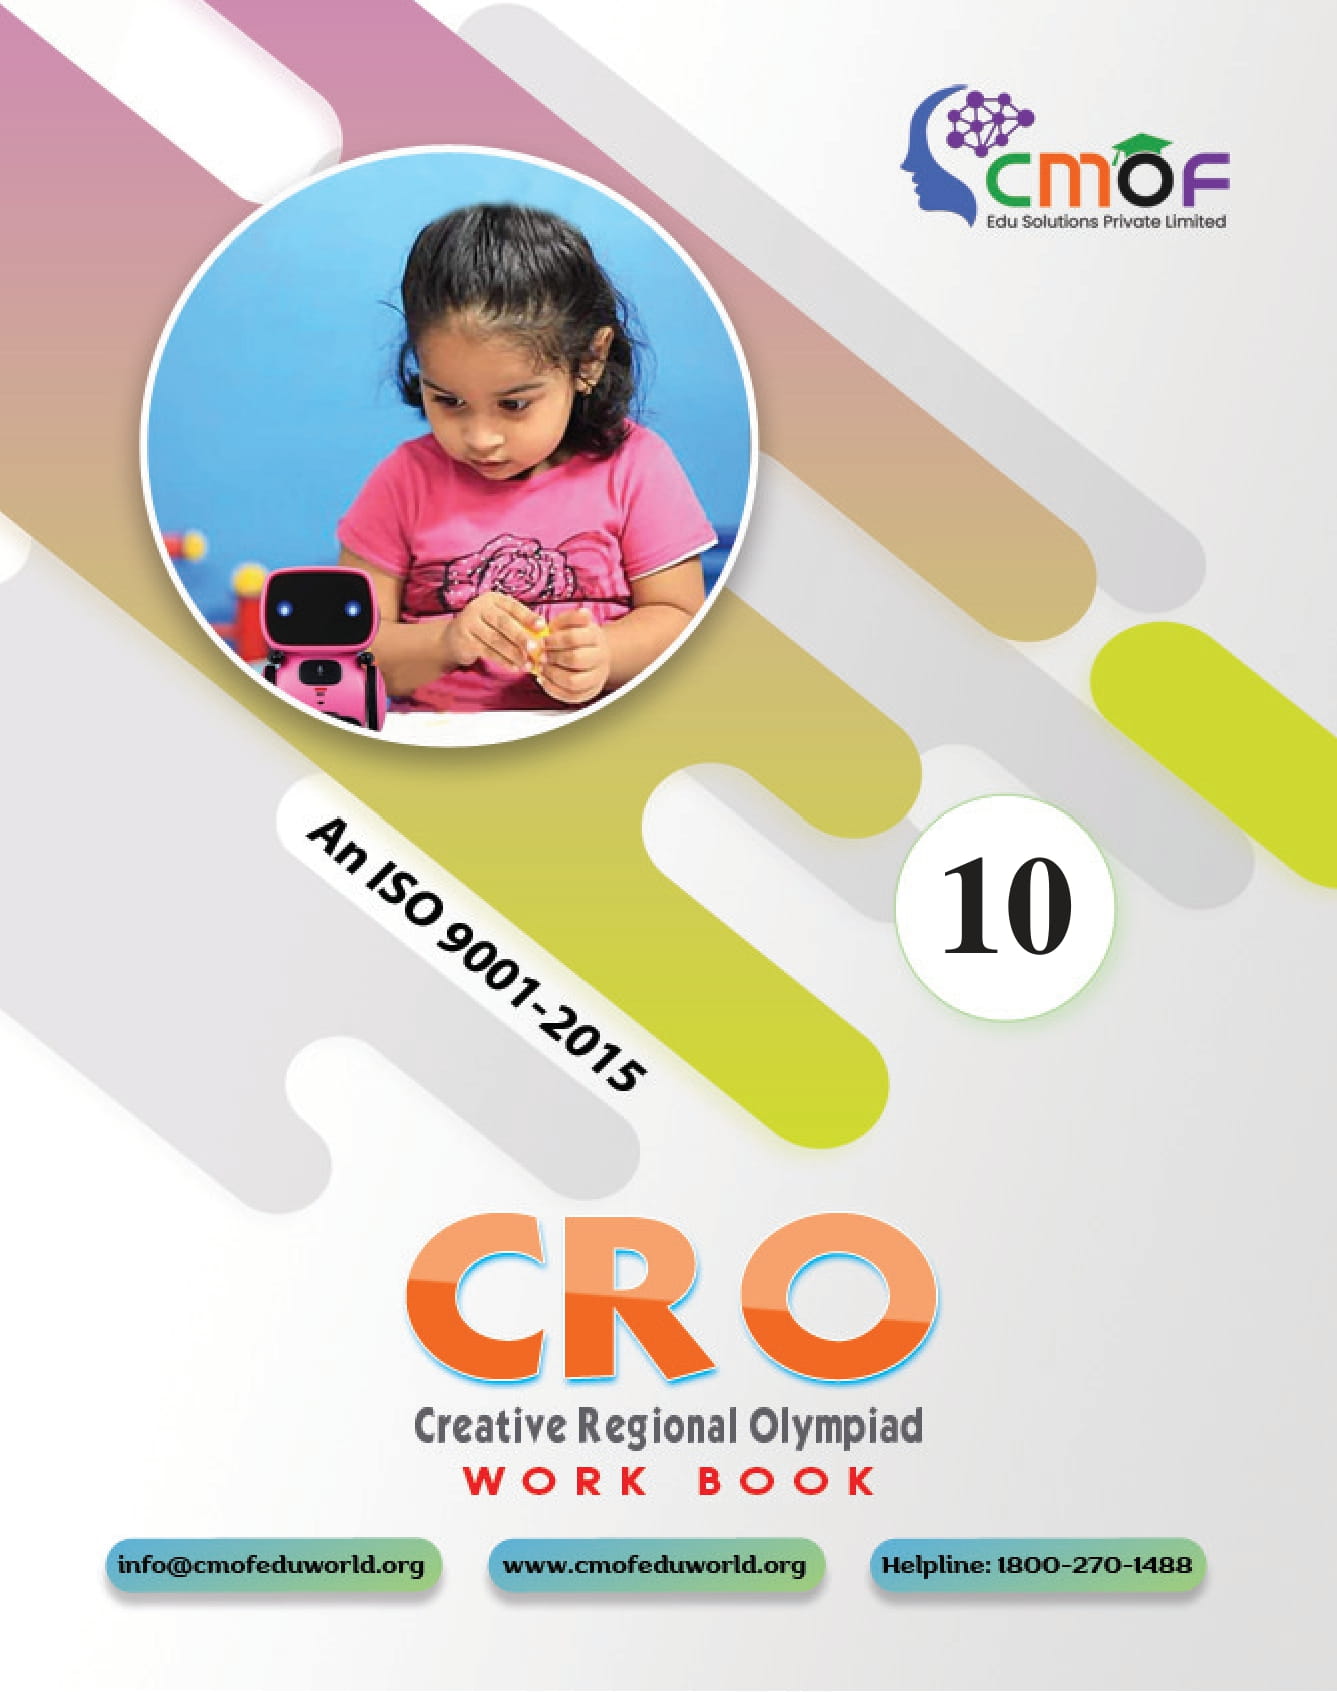 CMOF
Edu Solutions Private Limited
An ISO 9001-2015
10
CRO
Creative Regional Olympiad
WORK BOOK
info@cmofeduworld.org
www.cmofeduworld.org
Helpline: 1800-270-1488